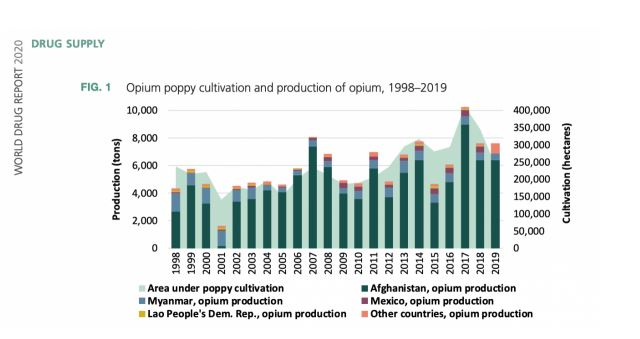 WORLD DRUG REPORT 2020
DRUG SUPPLY
FIG. 1 Opium poppy cultivation and production of opium, 1998–2019
Production (tons)
10,000
8,000
6,000
4,000
2,000
0
400,000
350,000
300,000
250,000
200,000
150,000
100,000
50,000
0
Cultivation (hectares)
1998 1999 2000 2001 2002 2003 2004 2005 2006 2007 2008 2009 2010 2011 2012 2013 2014 2015 2016 2017 2018 2019
Area under poppy cultivation
Afghanistan, opium production
Myanmar, opium production
Mexico, opium production
Lao People's Dem. Rep., opium production
Other countries, opium production